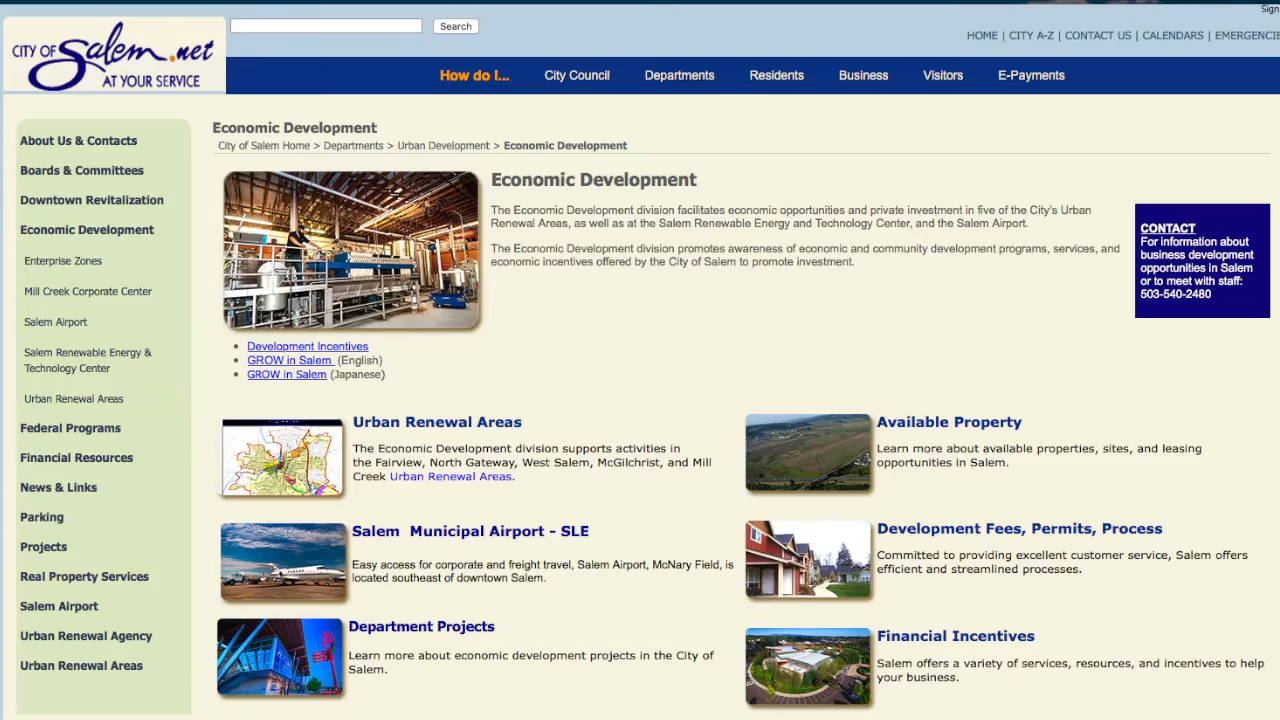 Sign
CITY OF Salem.net
AT YOUR SERVICE
Search
HOME | CITY A-Z | CONTACT US | CALENDARS | EMERGENCIE
How do I...
City Council
Departments
Residents
Business
Visitors
E-Payments
About Us & Contacts
Boards & Committees
Downtown Revitalization
Economic Development
Enterprise Zones
Mill Creek Corporate Center
Salem Airport
Salem Renewable Energy &
Technology Center
Urban Renewal Areas
Federal Programs
Financial Resources
News & Links
Parking
Projects
Real Property Services
Salem Airport
Urban Renewal Agency
Urban Renewal Areas
Economic Development
City of Salem Home > Departments > Urban Development > Economic Development
Economic Development
The Economic Development division facilitates economic opportunities and private investment in five of the City's Urban
Renewal Areas, as well as at the Salem Renewable Energy and Technology Center, and the Salem Airport.
The Economic Development division promotes awareness of economic and community development programs, services, and
economic incentives offered by the City of Salem to promote investment.
CONTACT
For information about
business development
opportunities in Salem
or to meet with staff:
503-540-2480
• Development Incentives
• GROW in Salem (English)
• GROW in Salem (Japanese)
Urban Renewal Areas
The Economic Development division supports activities in
the Fairview, North Gateway, West Salem, McGilchrist, and Mill
Creek Urban Renewal Areas.
Available Property
Learn more about available properties, sites, and leasing
opportunities in Salem.
Salem Municipal Airport - SLE
Easy access for corporate and freight travel, Salem Airport, McNary Field, is
located southeast of downtown Salem.
Development Fees, Permits, Process
Committed to providing excellent customer service, Salem offers
efficient and streamlined processes.
Department Projects
Learn more about economic development projects in the City of
Salem.
Financial Incentives
Salem offers a variety of services, resources, and incentives to help
your business.